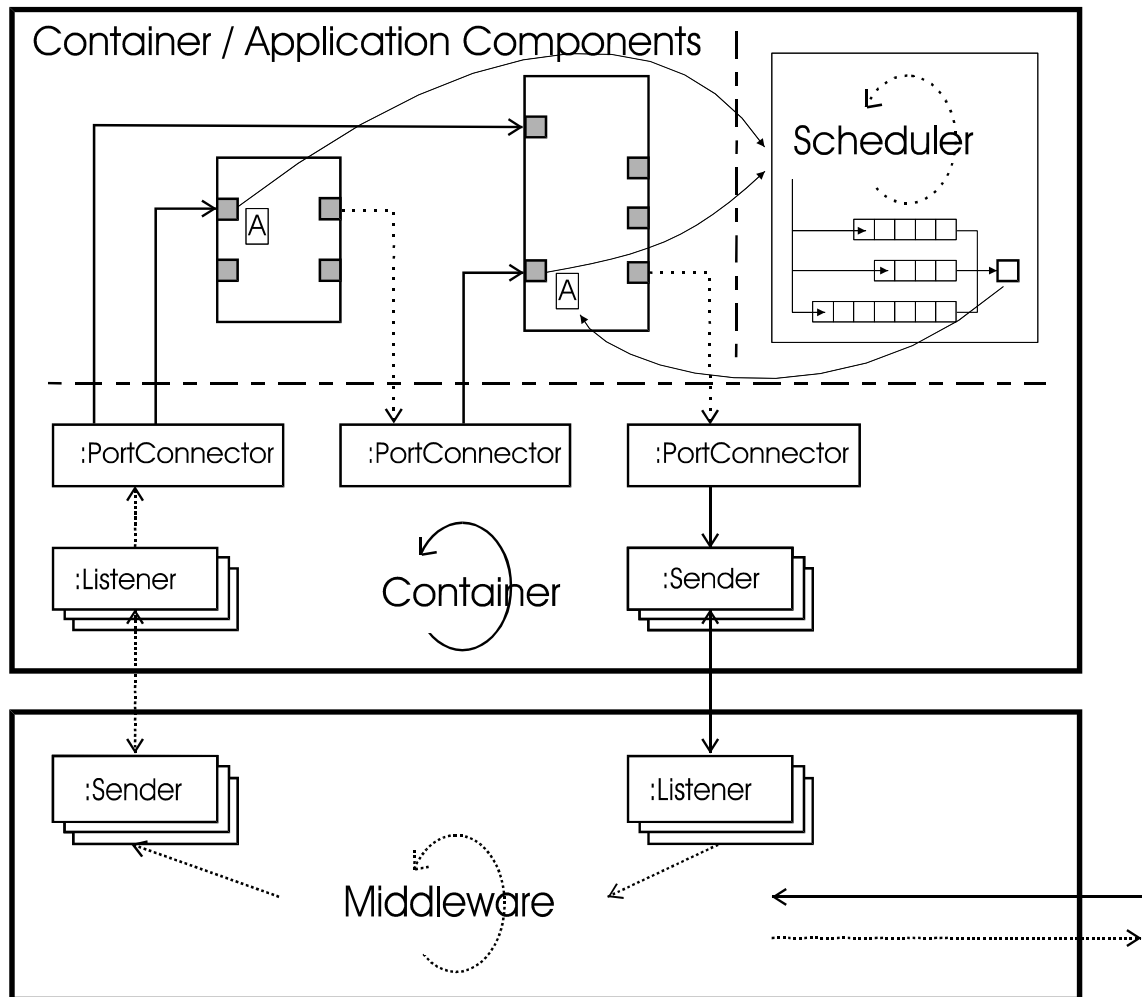 Container / Application Components
Scheduler
A
A
:PortConnector
:PortConnector
:PortConnector
:Listener
Container
:Sender
:Sender
:Listener
Middleware